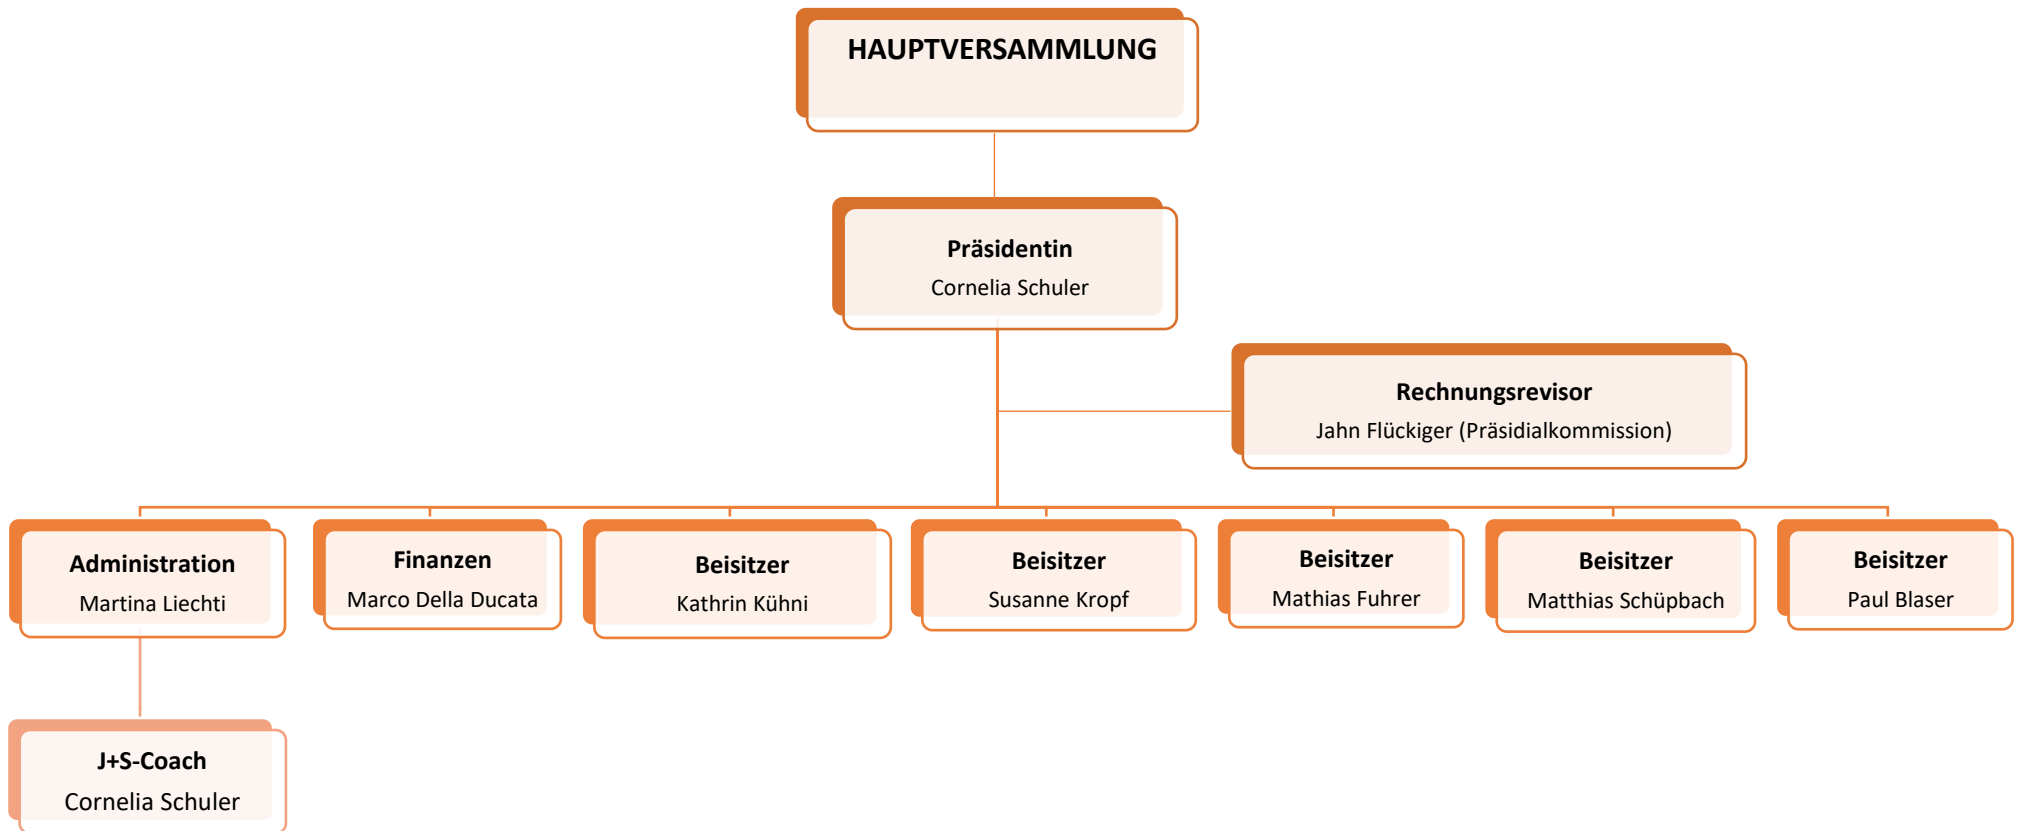 HAUPTVERSAMMLUNG
Präsidentin
Cornelia Schuler
Rechnungsrevisor
Jahn Flückiger (Präsidialkommission)
Administration
Martina Liechti
Finanzen
Marco Della Ducata
Beisitzer
Kathrin Kühni
Beisitzer
Susanne Kropf
Beisitzer
Mathias Fuhrer
Beisitzer
Matthias Schüpbach
Beisitzer
Paul Blaser
J+S-Coach
Cornelia Schuler